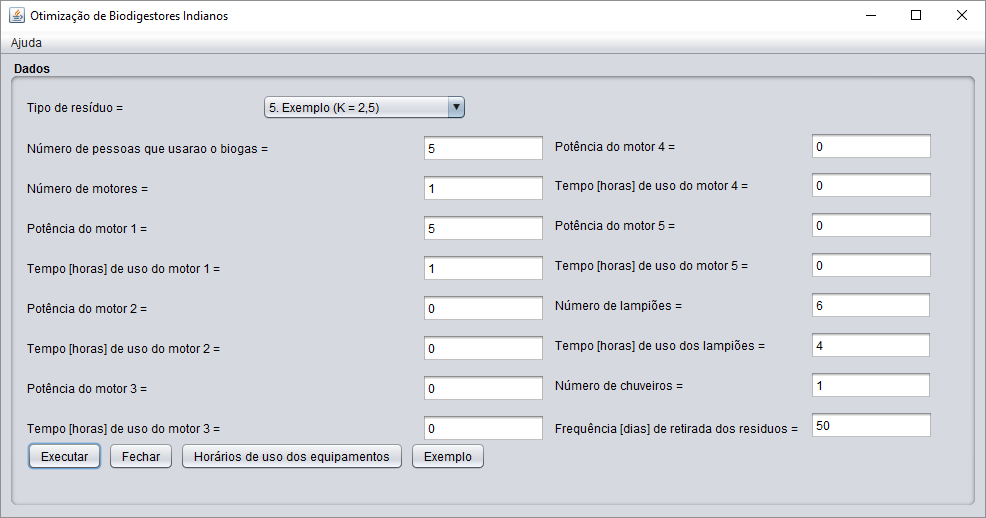 Otimização de Biodigestores Indianos
Ajuda
Dados
Tipo de resíduo = 5. Exemplo (K = 2,5)
Número de pessoas que usarao o biogas = 5
Número de motores = 1
Potência do motor 1 = 5
Tempo [horas] de uso do motor 1 = 1
Potência do motor 2 = 0
Tempo [horas] de uso do motor 2 = 0
Potência do motor 3 = 0
Tempo [horas] de uso do motor 3 = 0
Potência do motor 4 = 0
Tempo [horas] de uso do motor 4 = 0
Potência do motor 5 = 0
Tempo [horas] de uso do motor 5 = 0
Número de lampiões = 6
Tempo [horas] de uso dos lampiões = 4
Número de chuveiros = 1
Frequência [dias] de retirada dos residuos = 50
Executar Fechar Horários de uso dos equipamentos Exemplo